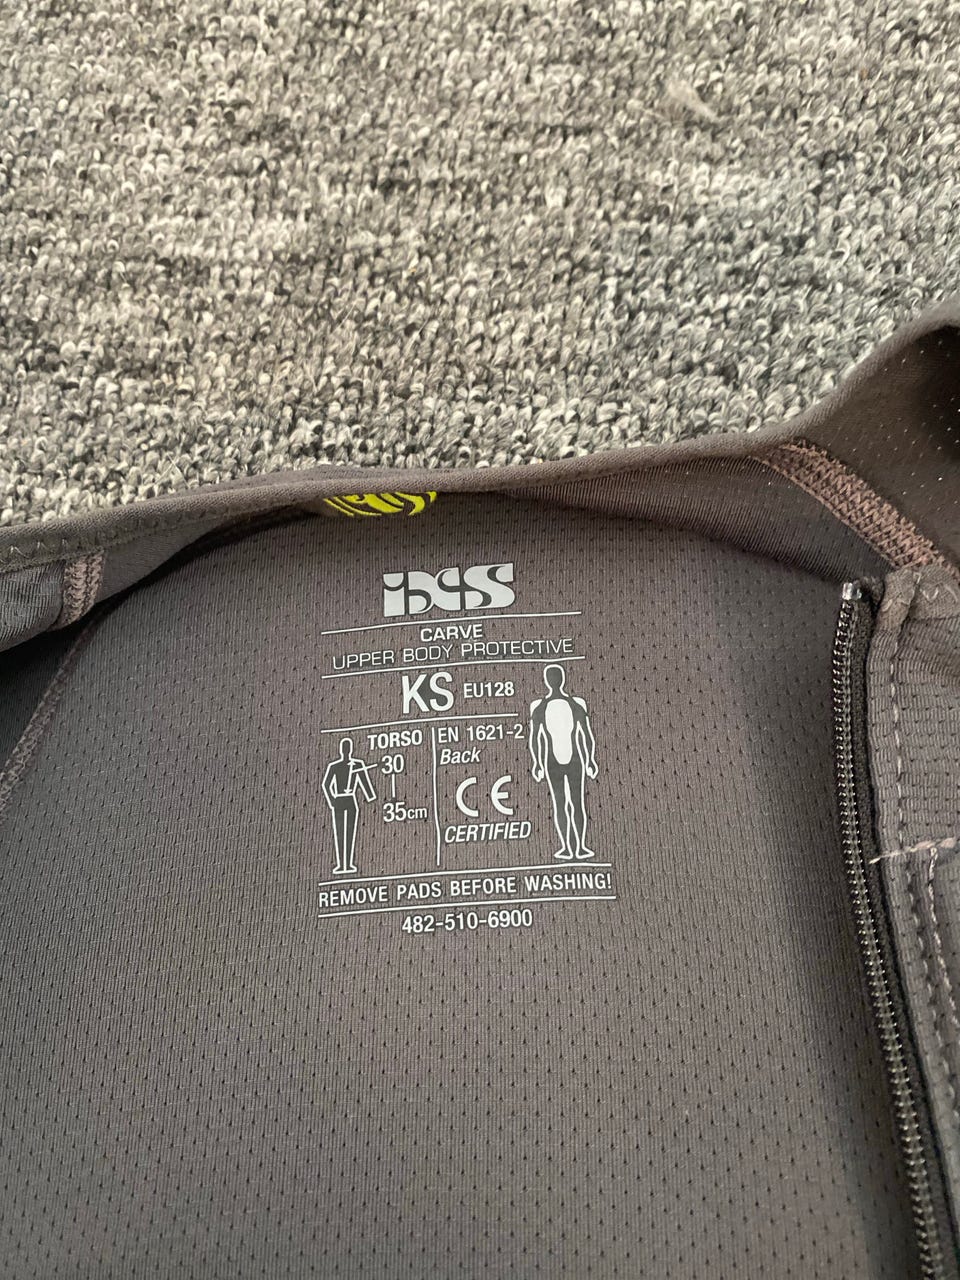 iXS
CARVE
UPPER BODY PROTECTIVE
KS EU128
TORSO
30
35cm
EN 1621-2
Back
CE
CERTIFIED
REMOVE PADS BEFORE WASHING!
482-510-6900